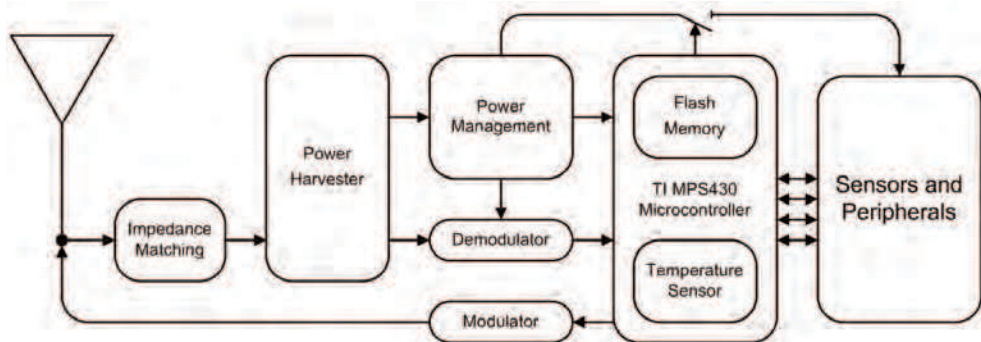 Impedance
Matching
Power
Harvester
Power
Management
Demodulator
Modulator
Flash
Memory
TI MPS430
Microcontroller
Temperature
Sensor
Sensors and
Peripherals